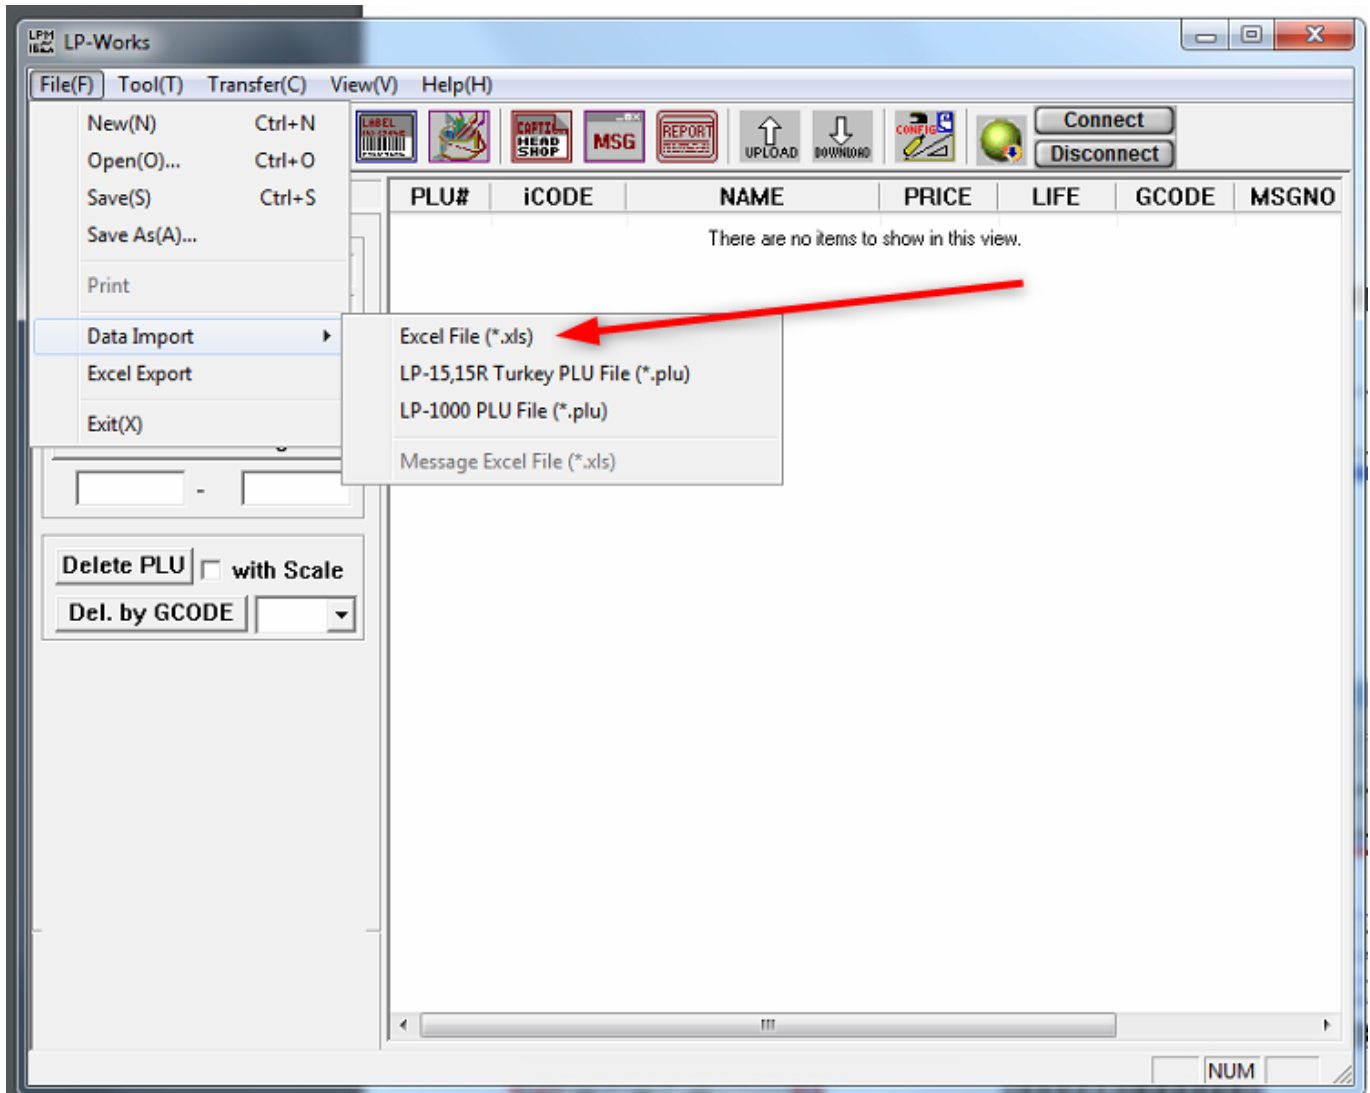 LP-Works
File(F) Tool(T) Transfer(C) View(V) Help(H)
New(N) Ctrl+N
Open(O)... Ctrl+O
Save(S) Ctrl+S
Save As(A)...
Print
Data Import
Excel Export
Exit(X)
LABEL
HEAD
SHOP
MSG
REPORT
UPLOAD
DOWNLOAD
CONFIG
Connect
Disconnect
PLU# iCODE NAME PRICE LIFE GCODE MSGNO
There are no items to show in this view.
Excel File (*.xls)
LP-15,15R Turkey PLU File (*.plu)
LP-1000 PLU File (*.plu)
Message Excel File (*.xls)
-
Delete PLU with Scale
Del. by GCODE
NUM